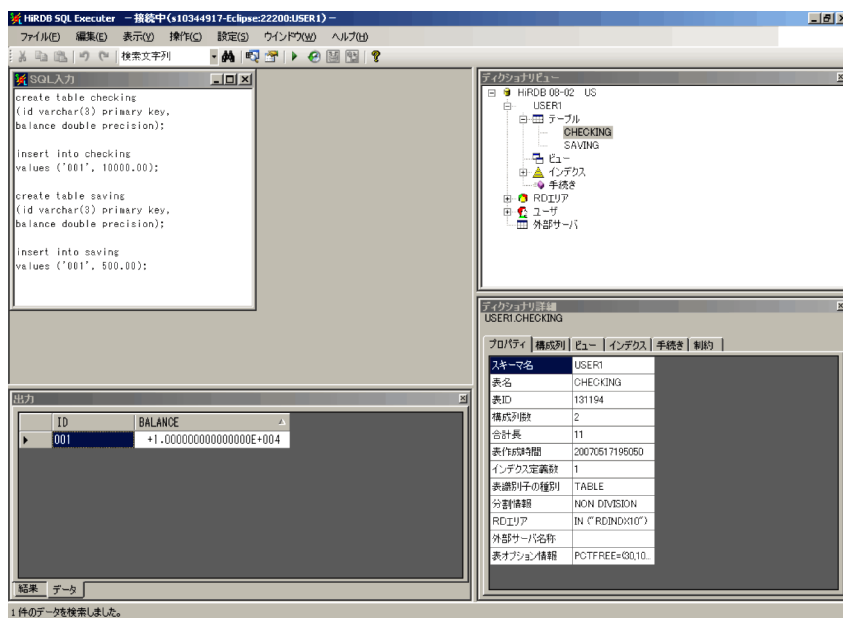 HiRDB SQL Executer －接続中(s10344917-Eclipse:22200:USER1)－
ファイル(F) 編集(E) 表示(V) 操作(C) 設定(S) ウインドウ(W) ヘルプ(H)
検索文字列
SQL入力
create table checking
(id varchar(3) primary key,
balance double precision);
insert into checking
values ('001', 10000.00);
create table saving
(id varchar(3) primary key,
balance double precision);
insert into saving
values ('001', 500.00);
ディクショナリビュー
HiRDB 08-02 US
USER1
テーブル
CHECKING
SAVING
ビュー
インデクス
手続き
RDエリア
ユーザ
外部サーバ
ディクショナリ詳細
USER1.CHECKING
プロパティ 構成列 ビュー インデクス 手続き 制約
スキーマ名 USER1
表名 CHECKING
表ID 131194
構成列数 2
合計長 11
表作成時間 20070517195050
インデクス定義数 1
表識別子の種別 TABLE
分割情報 NON DIVISION
RDエリア IN ("RDINDX10")
外部サーバ名称
表オプション情報 PCTFREE=(30,10...
出力
ID BALANCE
001 +1.000000000000000E+004
結果 データ
1 件のデータを検索しました。